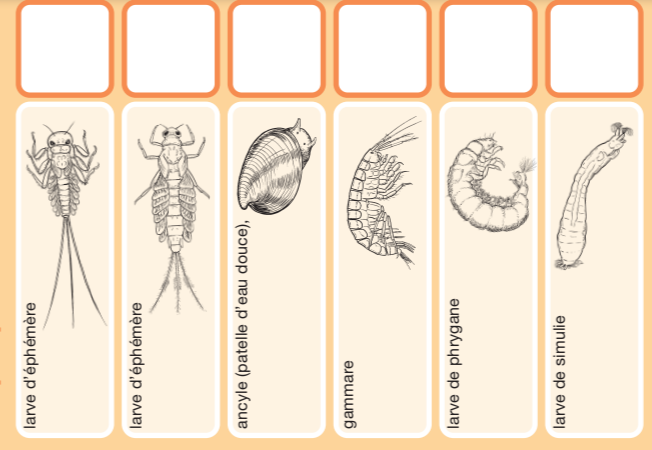 larve d'éphémère
larve d'éphémère
ancyle (patelle d'eau douce),
gammare
larve de phrygane
larve de simulie